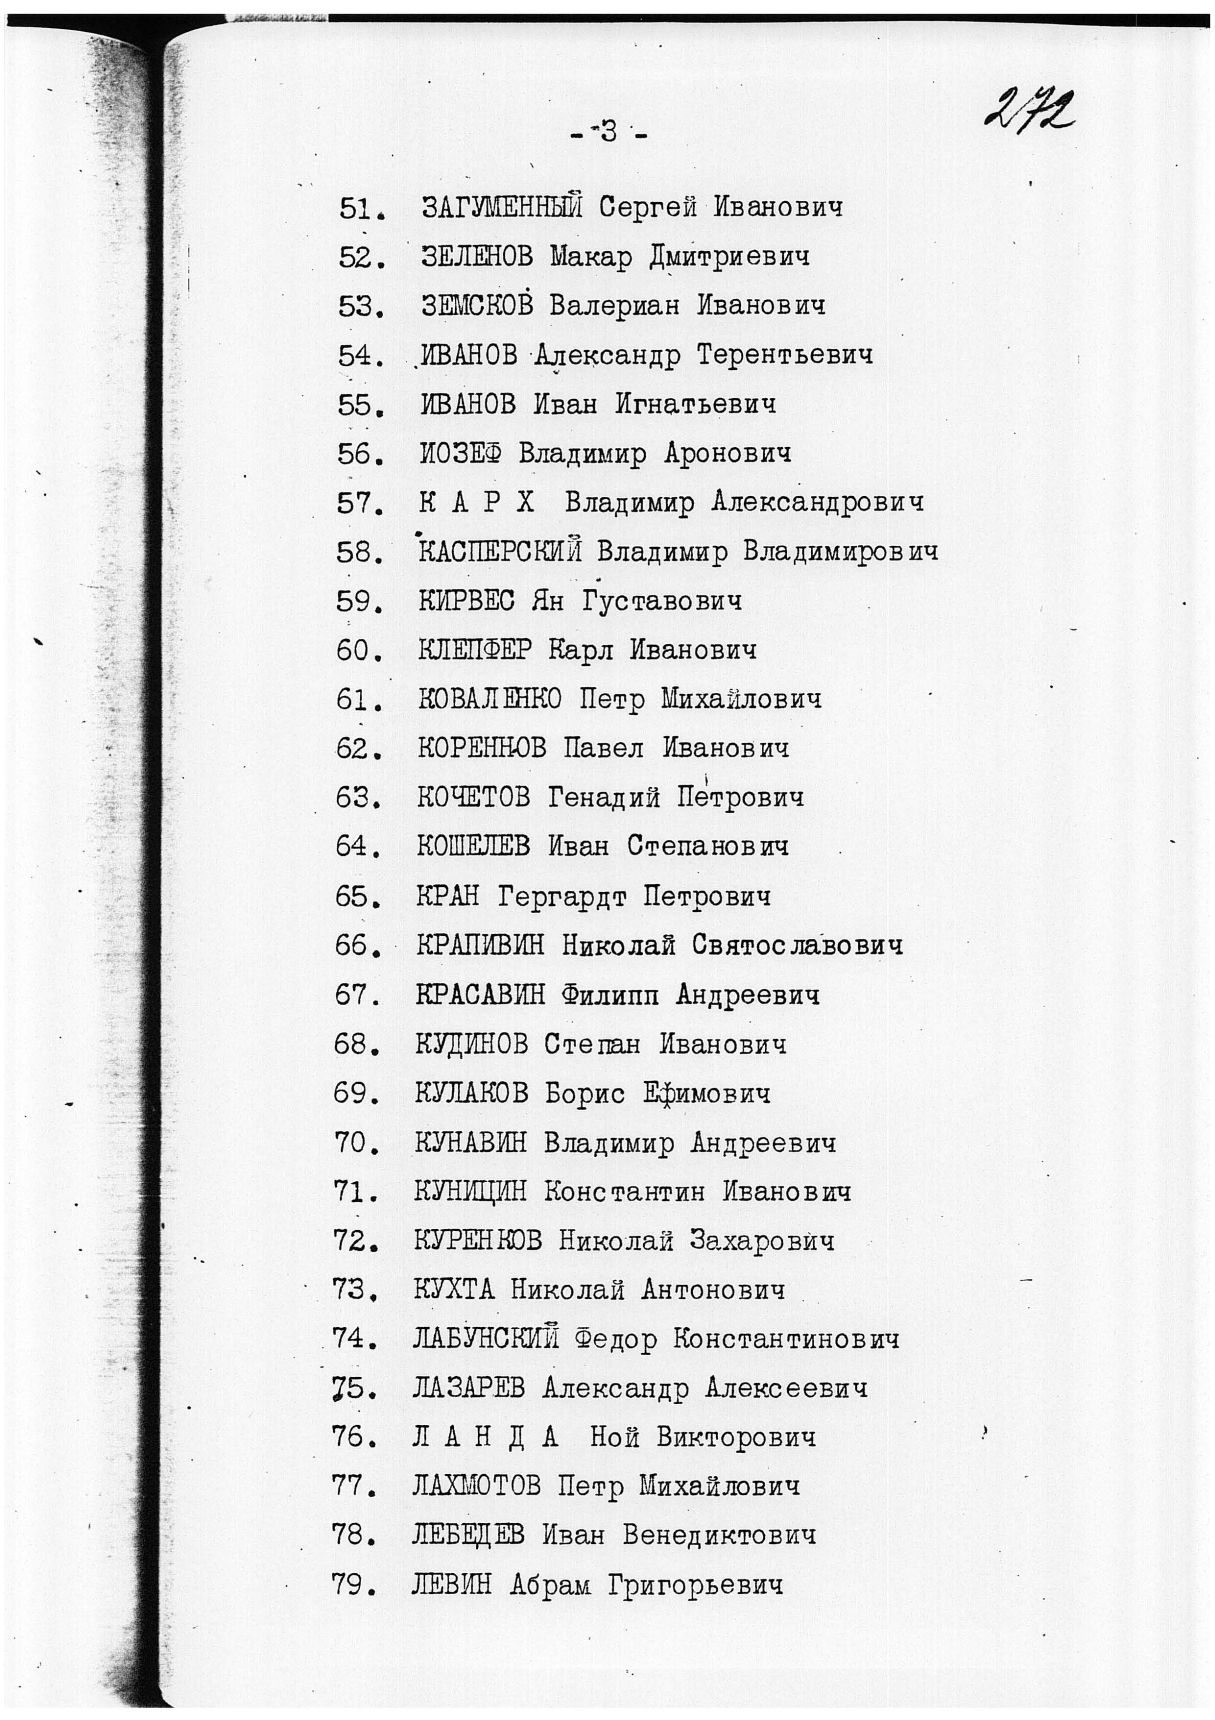 272
- 3 -
51. ЗАГУМЕННЫЙ Сергей Иванович
52. ЗЕЛЕНОВ Макар Дмитриевич
53. ЗЕМСКОВ Валериан Иванович
54. ИВАНОВ Александр Терентьевич
55. ИВАНОВ Иван Игнатьевич
56. ИОЗЕФ Владимир Аронович
57. К А Р Х Владимир Александрович
58. КАСПЕРСКИЙ Владимир Владимирович
59. КИРВЕС Ян Густавович
60. КЛЕПФЕР Карл Иванович
61. КОВАЛЕНКО Петр Михайлович
62. КОРЕННОВ Павел Иванович
63. КОЧЕТОВ Генадий Петрович
64. КОШЕЛЕВ Иван Степанович
65. КРАН Гергардт Петрович
66. КРАПИВИН Николай Святославович
67. КРАСАВИН Филипп Андреевич
68. КУДИНОВ Степан Иванович
69. КУЛАКОВ Борис Ефимович
70. КУНАВИН Владимир Андреевич
71. КУНИЦИН Константин Иванович
72. КУРЕНКОВ Николай Захарович
73. КУХТА Николай Антонович
74. ЛАБУНСКИЙ Федор Константинович
75. ЛАЗАРЕВ Александр Алексеевич
76. Л А Н Д А Ной Викторович
77. ЛАХМОТОВ Петр Михайлович
78. ЛЕБЕДЕВ Иван Венедиктович
79. ЛЕВИН Абрам Григорьевич